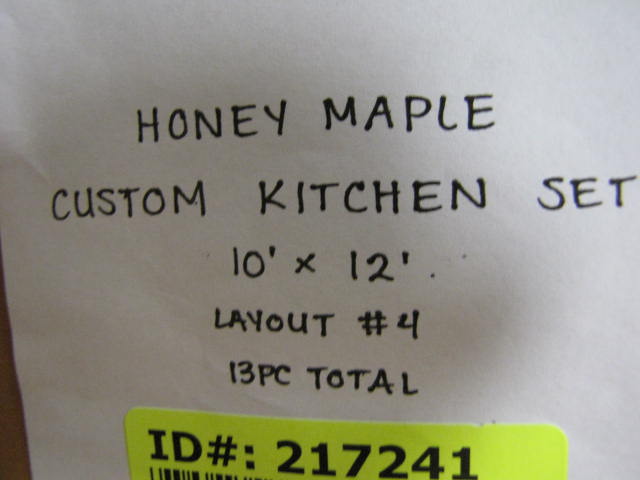 HONEY MAPLE
CUSTOM KITCHEN SET
10' x 12'.
LAYOUT #4
13PC TOTAL
ID#: 217241